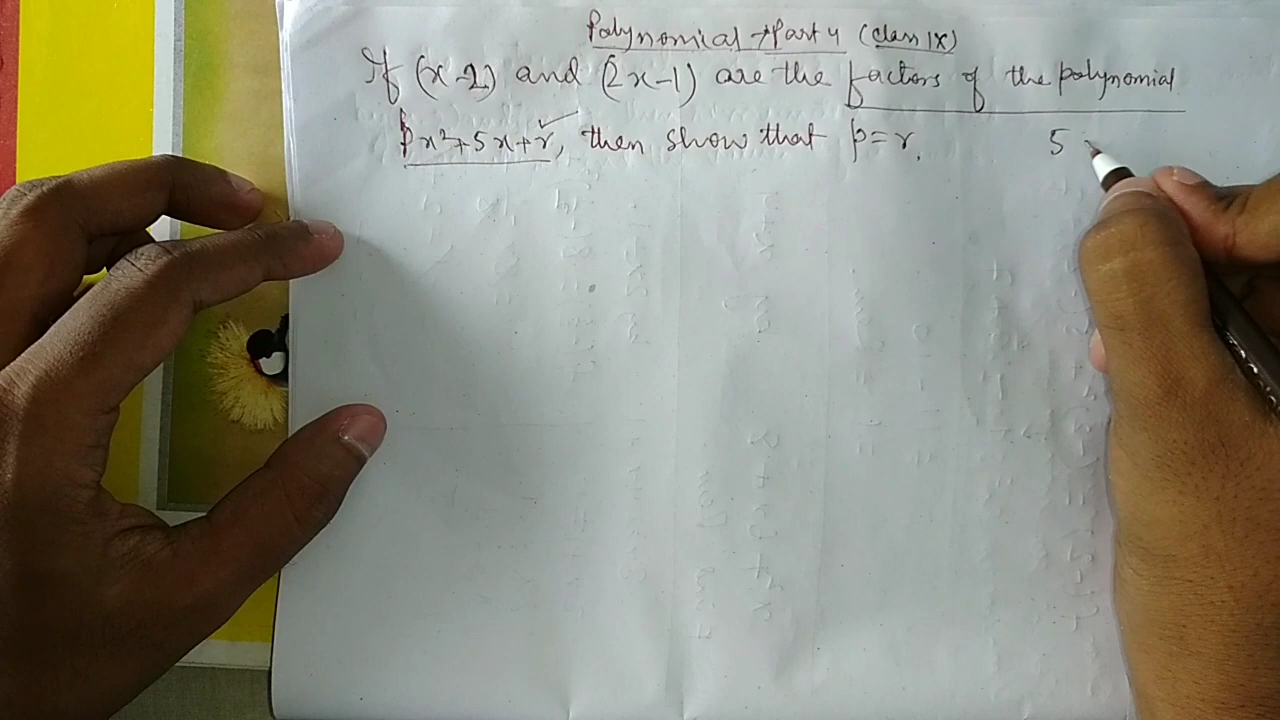 Polynomical → Part 4 (Class IX)
If (x-2) and (2x-1) are the factors of the polynomial
px²+5x+r, then show that p=r.
5